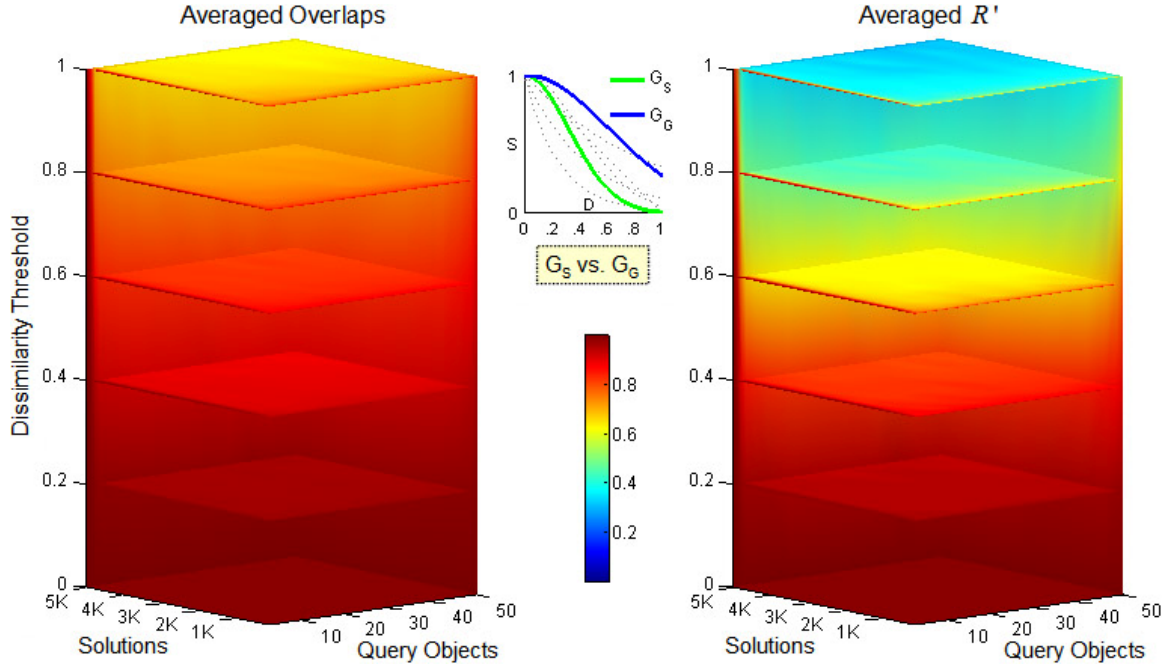 Averaged Overlaps
Averaged R'
1
0.8
0.6
0.4
0.2
0
Dissimilarity Threshold
5K
4K
3K
2K
1K
Solutions
10
20
30
40
50
Query Objects
1
S
0
D
0 .2 .4 .6 .8 1
G_S
G_G
G_S vs. G_G
0.8
0.6
0.4
0.2
1
0.8
0.6
0.4
0.2
0
5K
4K
3K
2K
1K
Solutions
10
20
30
40
50
Query Objects